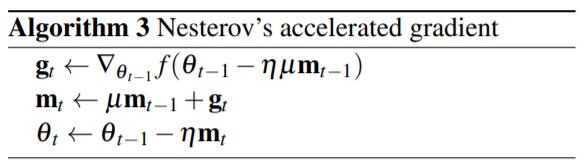 Algorithm 3 Nesterov's accelerated gradient
g_t ← ∇_{θ_{t−1}} f(θ_{t−1} − ημm_{t−1})
m_t ← μm_{t−1} + g_t
θ_t ← θ_{t−1} − ηm_t